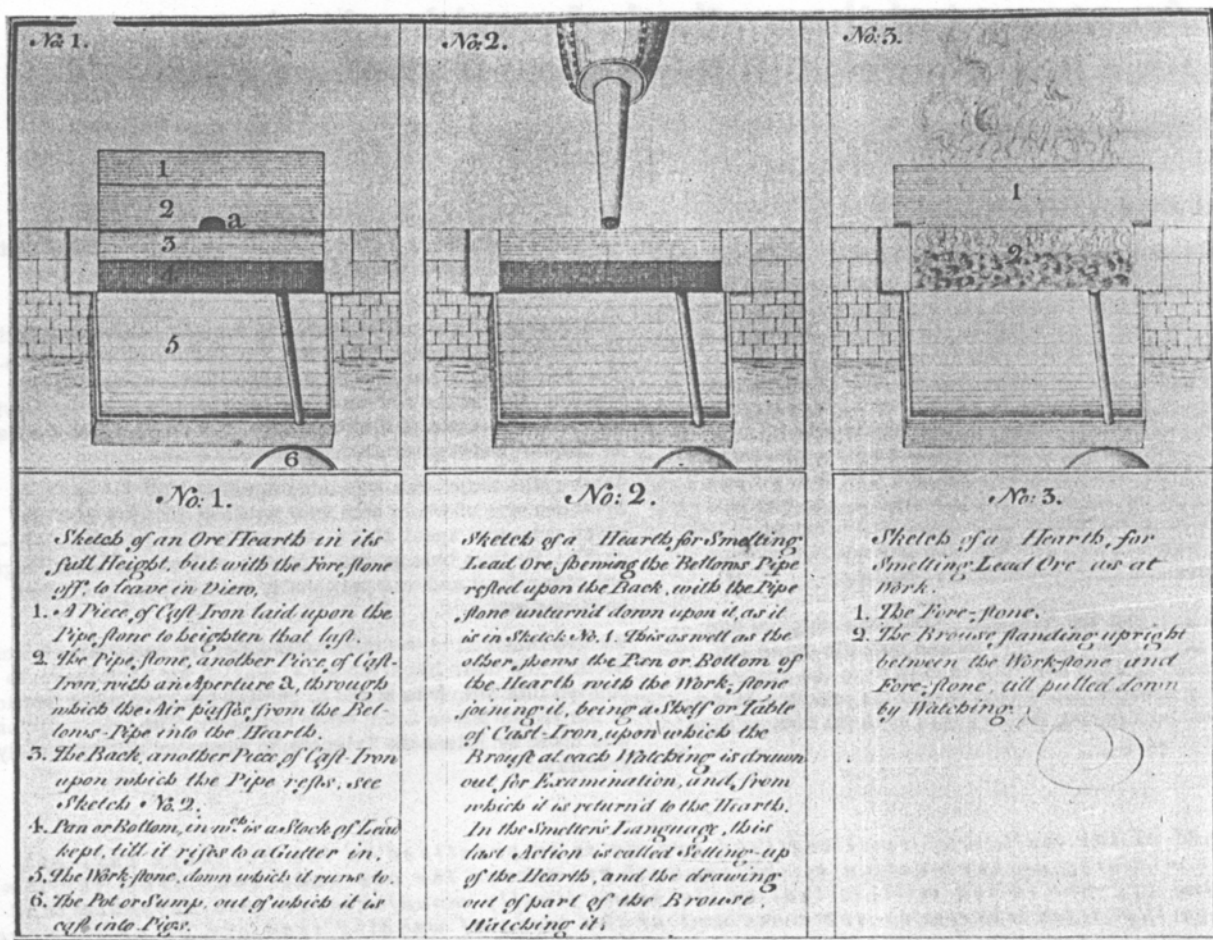 No: 1.
1
2
a
3
4
5
6
No: 2.
No: 3.
1
2
No: 1.
Sketch of an Ore Hearth in its
full Height, but with the Fore stone
off, to leave in View,
1. A Piece, of Cast Iron laid upon the
Pipe, stone to heighten that last.
2. The Pipe, stone, another Piece, of Cast-
Iron, with an Aperture a, through
which the Air passes, from the Bel-
lows-Pipe into the Hearth.
3. The Back, another Piece, of Cast-Iron
upon which the Pipe rests, see
Sketch No. 2.
4. Pan or Bottom, in wch. is a Stock of Lead
kept, till it rises to a Gutter in,
5. The Work-stone, down which it runs to.
6. The Pot or Sump, out of which it is
cast into Pigs.
No: 2.
Sketch of a Hearth for Smelting
Lead Ore, shewing the Bellows Pipe
rested upon the Back, with the Pipe
stone unturn'd down upon it, as it
is in Sketch No. 1. This as well as the
other, shews the Pan or Bottom of
the Hearth with the Work, stone
joining it, being a Shelf or Table
of Cast-Iron, upon which the
Brouse at each Watching is drawn
out for Examination, and, from
which it is return'd to the Hearth.
In the Smelter's Language, this
last Action is called Setting-up
of the Hearth, and the drawing
out of part of the Browse
Watching it.
No: 3.
Sketch of a Hearth, for
Smelting Lead Ore as at
Work.
1. The Fore-stone.
2. The Brouse standing upright
between the Work-stone and
Fore-stone, till pulled down
by Watching.